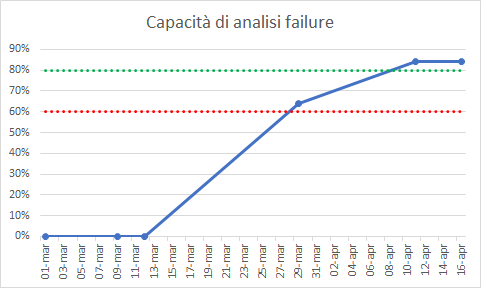 Capacità di analisi failure
90%
80%
70%
60%
50%
40%
30%
20%
10%
0%
01-mar
03-mar
05-mar
07-mar
09-mar
11-mar
13-mar
15-mar
17-mar
19-mar
21-mar
23-mar
25-mar
27-mar
29-mar
31-mar
02-apr
04-apr
06-apr
08-apr
10-apr
12-apr
14-apr
16-apr